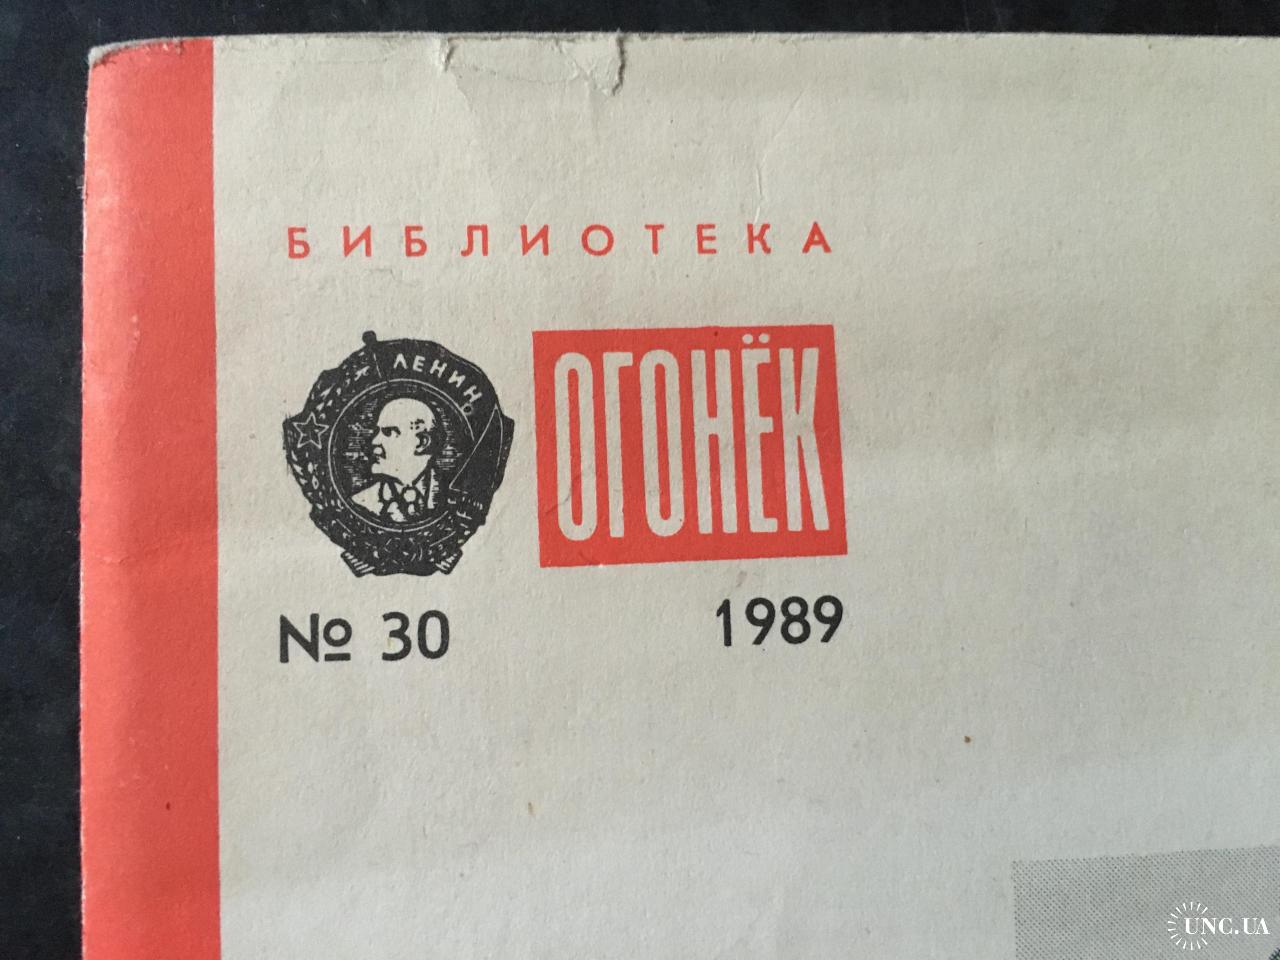 БИБЛИОТЕКА
ЛЕНИН
ОГОНЁК
№ 30 1989
UNC.UA